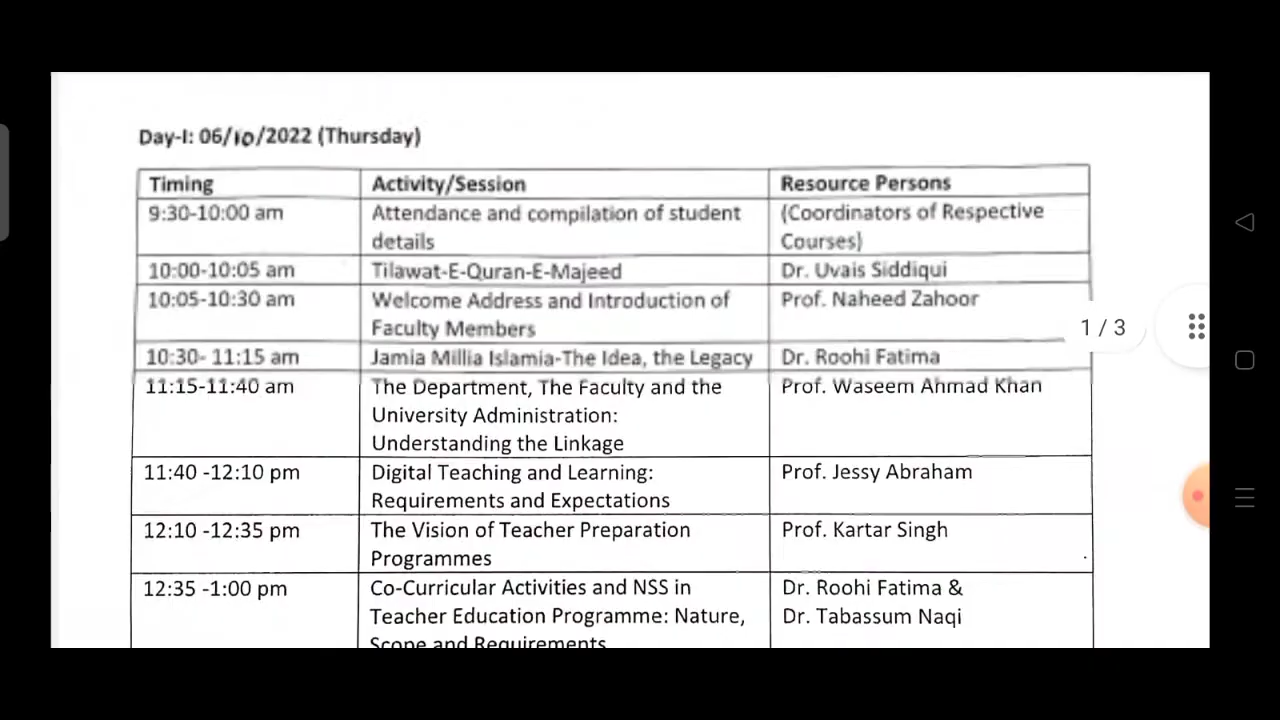 Day-I: 06/10/2022 (Thursday)
Timing Activity/Session Resource Persons
9:30-10:00 am Attendance and compilation of student (Coordinators of Respective
details Courses)
10:00-10:05 am Tilawat-E-Quran-E-Majeed Dr. Uvais Siddiqui
10:05-10:30 am Welcome Address and Introduction of Prof. Naheed Zahoor
Faculty Members
1 / 3
10:30- 11:15 am Jamia Millia Islamia-The Idea, the Legacy Dr. Roohi Fatima
11:15-11:40 am The Department, The Faculty and the Prof. Waseem Ahmad Khan
University Administration:
Understanding the Linkage
11:40 -12:10 pm Digital Teaching and Learning: Prof. Jessy Abraham
Requirements and Expectations
12:10 -12:35 pm The Vision of Teacher Preparation Prof. Kartar Singh
Programmes
12:35 -1:00 pm Co-Curricular Activities and NSS in Dr. Roohi Fatima &
Teacher Education Programme: Nature, Dr. Tabassum Naqi
Scope and Requirements